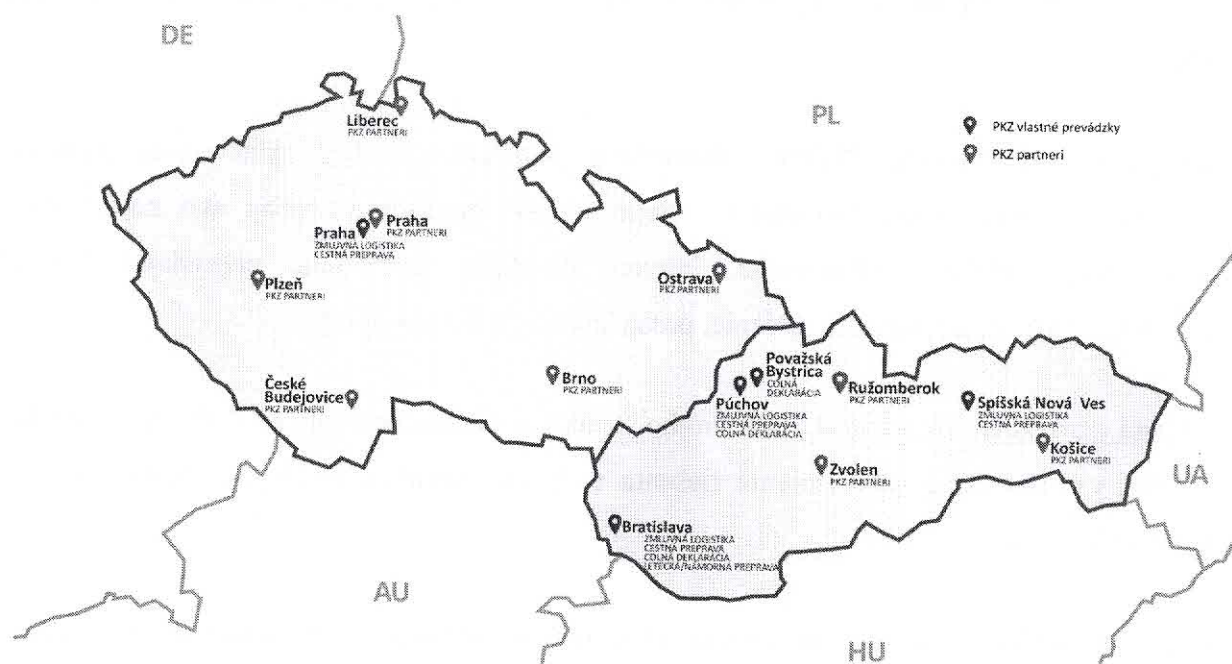 DE
PL
Liberec
PKZ PARTNERI
PKZ vlastné prevádzky
PKZ partneri
Praha
PKZ PARTNERI
Praha
ZMLUVNÁ LOGISTIKA
CESTNÁ PREPRAVA
Plzeň
PKZ PARTNERI
Ostrava
PKZ PARTNERI
České
Budejovice
PKZ PARTNERI
Brno
PKZ PARTNERI
Považská
Bystrica
COLNÁ
DEKLARÁCIA
Púchov
ZMLUVNÁ LOGISTIKA
CESTNÁ PREPRAVA
COLNÁ DEKLARÁCIA
Ružomberok
PKZ PARTNERI
Spišská Nová Ves
ZMLUVNÁ LOGISTIKA
CESTNÁ PREPRAVA
Košice
PKZ PARTNERI
Zvolen
PKZ PARTNERI
UA
Bratislava
ZMLUVNÁ LOGISTIKA
CESTNÁ PREPRAVA
COLNÁ DEKLARÁCIA
LETECKÁ/NÁMORNÁ PREPRAVA
AU
HU